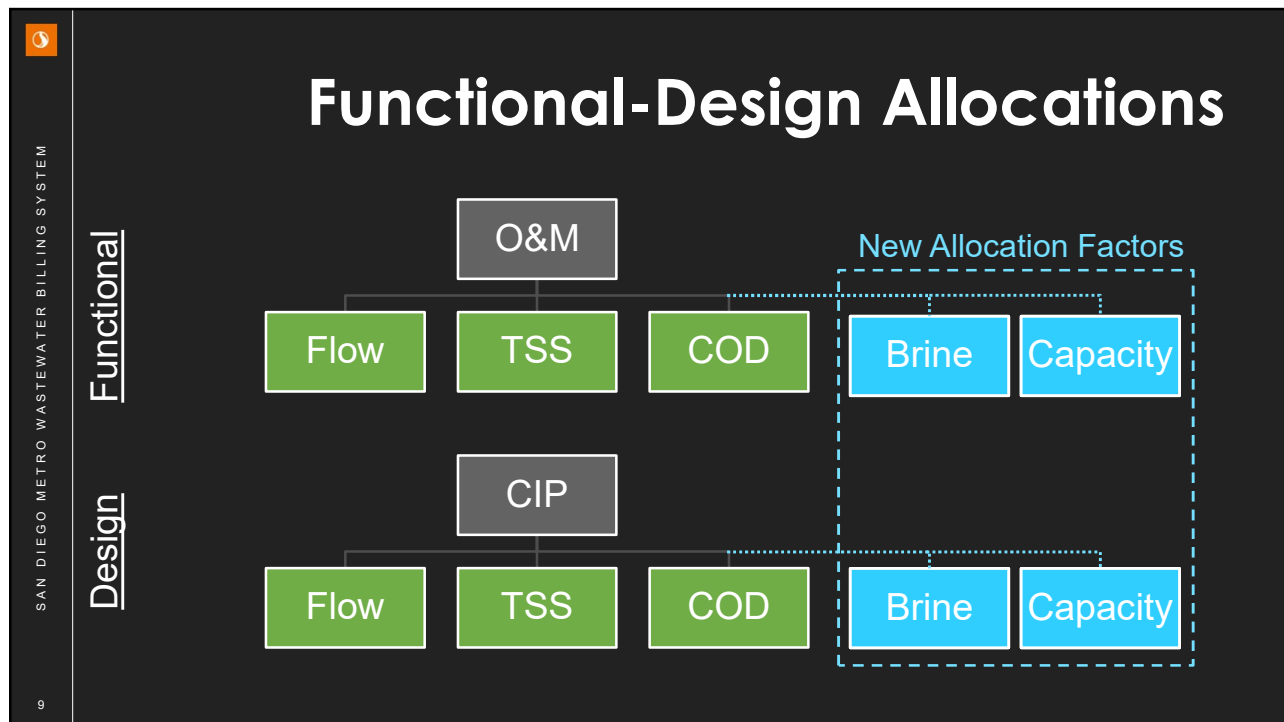 Functional-Design Allocations
SAN DIEGO METRO WASTEWATER BILLING SYSTEM
Functional
O&M
New Allocation Factors
Flow
TSS
COD
Brine
Capacity
Design
CIP
Flow
TSS
COD
Brine
Capacity
9